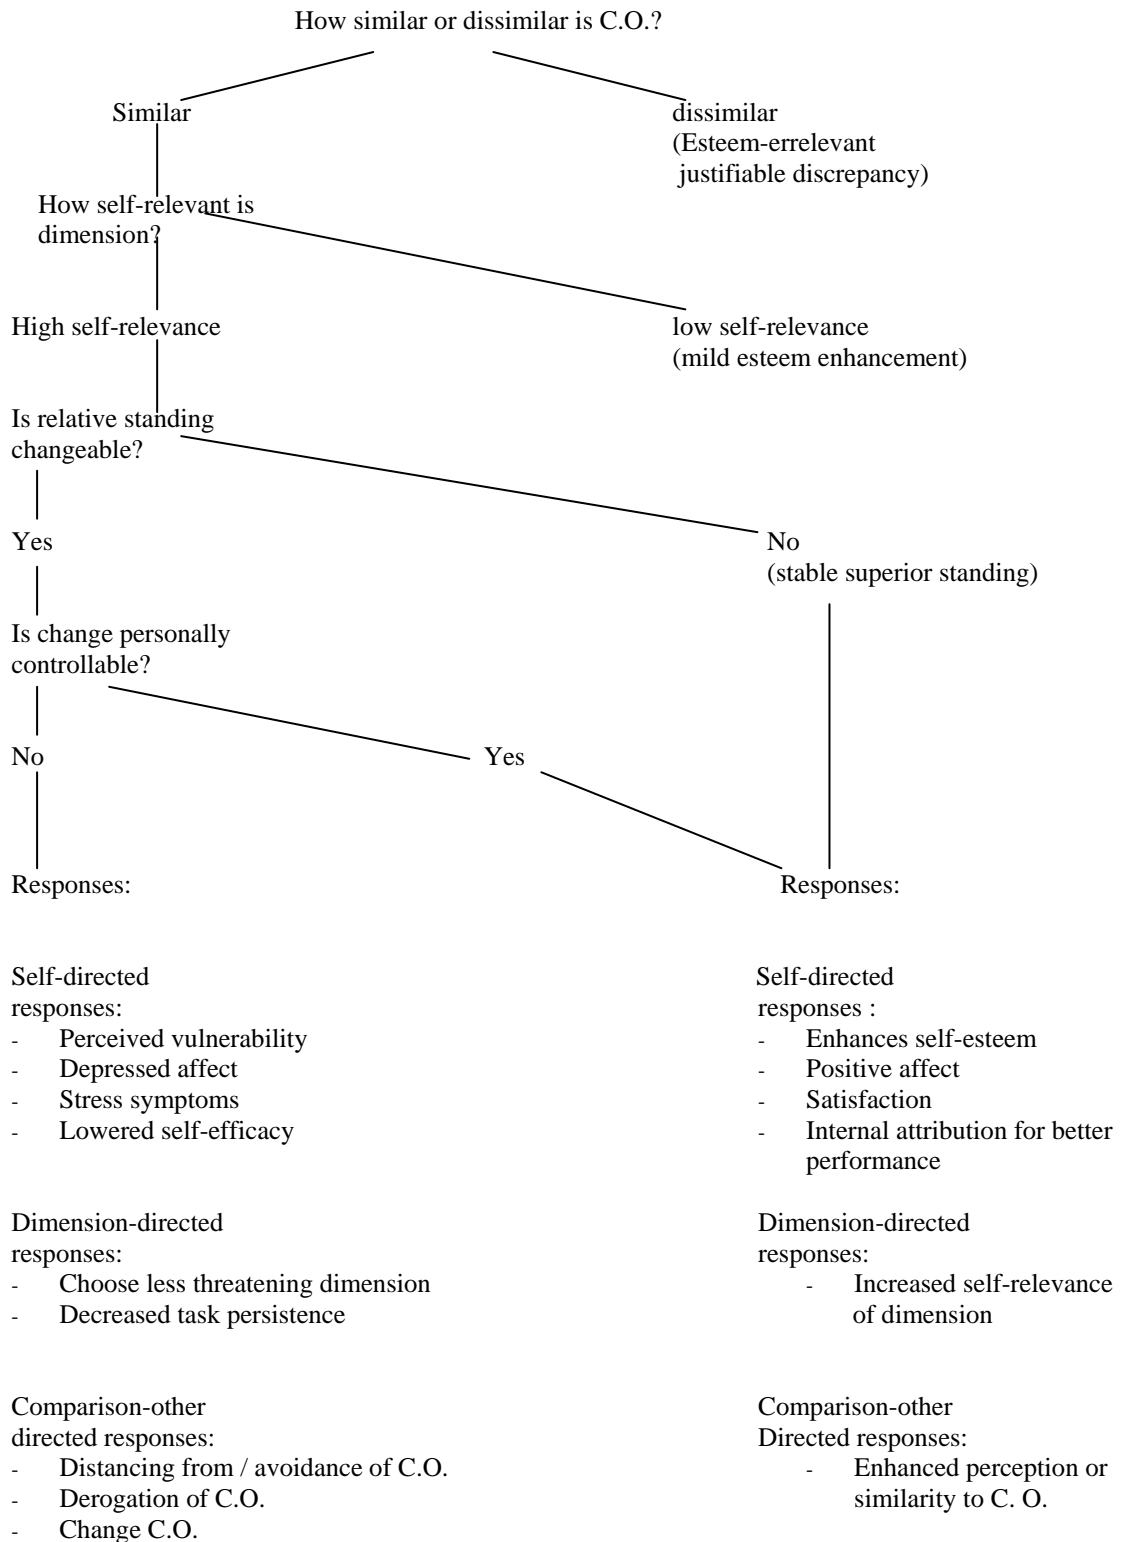 How similar or dissimilar is C.O.?
Similar
dissimilar
(Esteem-errelevant
justifiable discrepancy)
How self-relevant is
dimension?
High self-relevance
low self-relevance
(mild esteem enhancement)
Is relative standing
changeable?
Yes
No
(stable superior standing)
Is change personally
controllable?
No
Yes
Responses:
Responses:
Self-directed
responses:
- Perceived vulnerability
- Depressed affect
- Stress symptoms
- Lowered self-efficacy
Self-directed
responses :
- Enhances self-esteem
- Positive affect
- Satisfaction
- Internal attribution for better
performance
Dimension-directed
responses:
- Choose less threatening dimension
- Decreased task persistence
Dimension-directed
responses:
- Increased self-relevance
of dimension
Comparison-other
directed responses:
- Distancing from / avoidance of C.O.
- Derogation of C.O.
- Change C.O.
Comparison-other
Directed responses:
- Enhanced perception or
similarity to C. O.